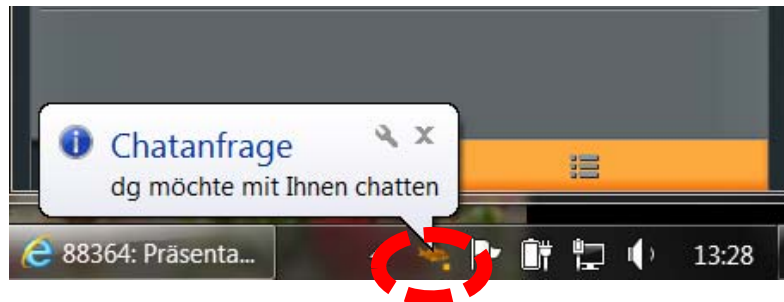 Chatanfrage
dg möchte mit Ihnen chatten
88364: Präsenta...
13:28